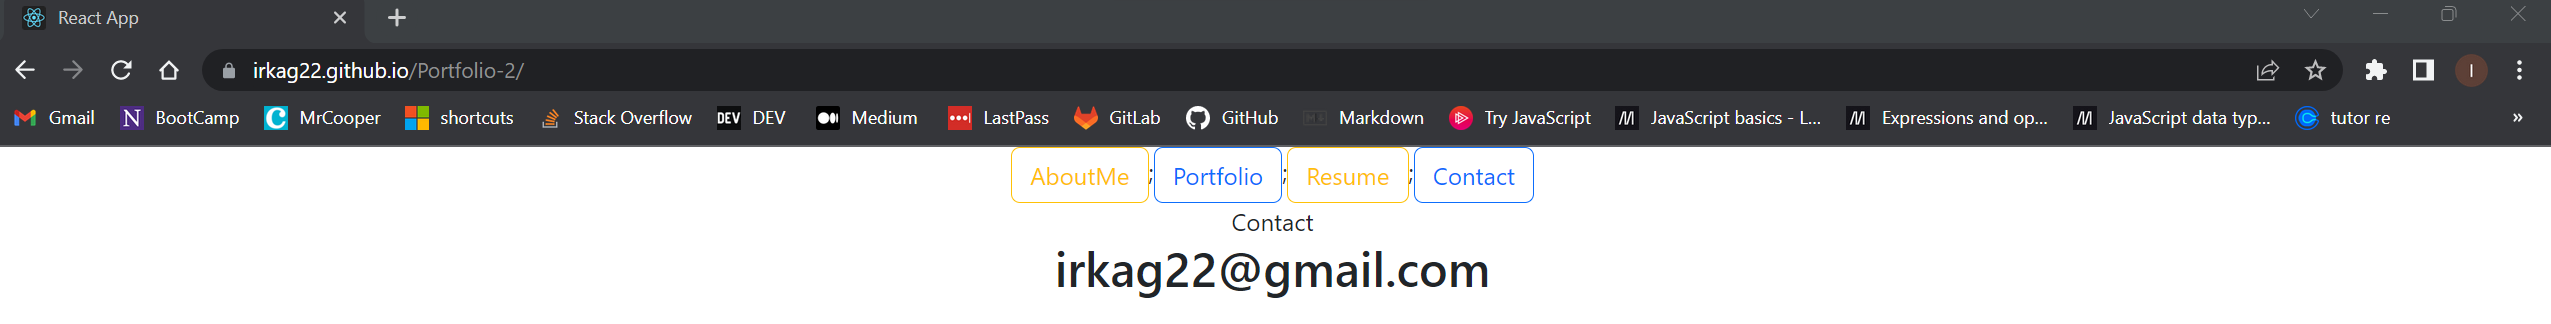 React App
irkag22.github.io/Portfolio-2/
I
Gmail N BootCamp C MrCooper shortcuts Stack Overflow DEV DEV Medium LastPass GitLab GitHub Markdown Try JavaScript M JavaScript basics - L... M Expressions and op... M JavaScript data typ... C tutor re »
AboutMe ; Portfolio ; Resume ; Contact
Contact
irkag22@gmail.com